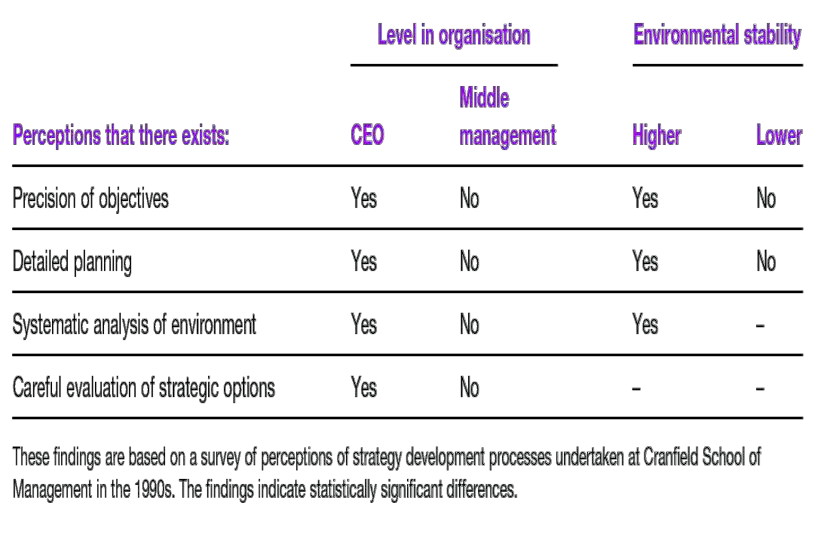 Level in organisation Environmental stability
Middle
Perceptions that there exists: CEO management Higher Lower
Precision of objectives Yes No Yes No
Detailed planning Yes No Yes No
Systematic analysis of environment Yes No Yes –
Careful evaluation of strategic options Yes No – –
These findings are based on a survey of perceptions of strategy development processes undertaken at Cranfield School of
Management in the 1990s. The findings indicate statistically significant differences.